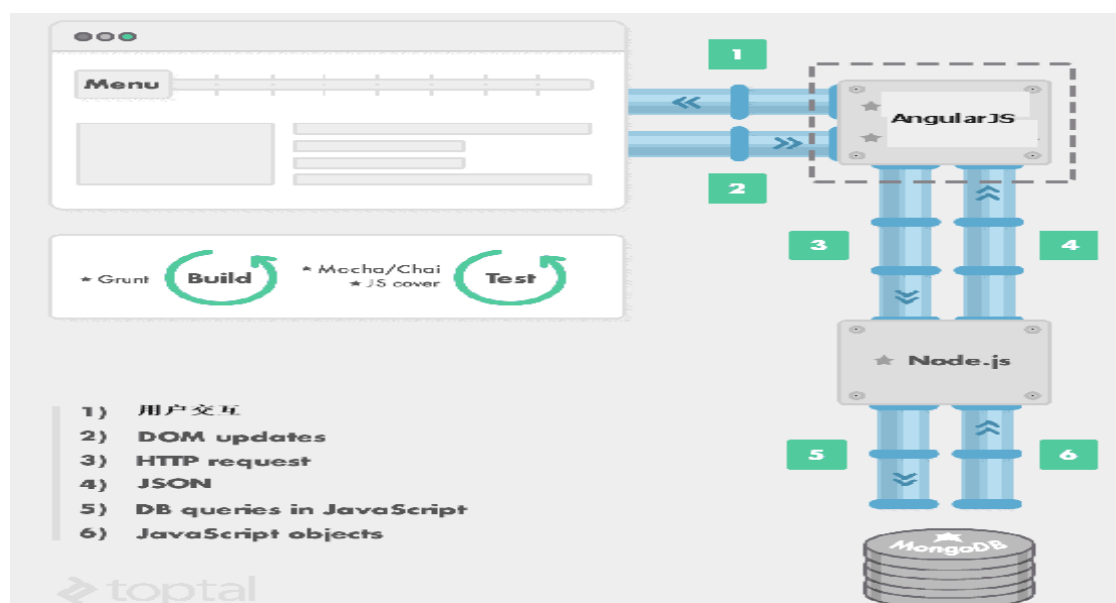 Menu
1
AngularJS
2
3
4
★ Grunt
Build
★ Mocha/Chai
★ JS cover
Test
★ Node.js
1) 用户交互
2) DOM updates
3) HTTP request
4) JSON
5) DB queries in JavaScript
6) JavaScript objects
5
6
MongoDB
toptal